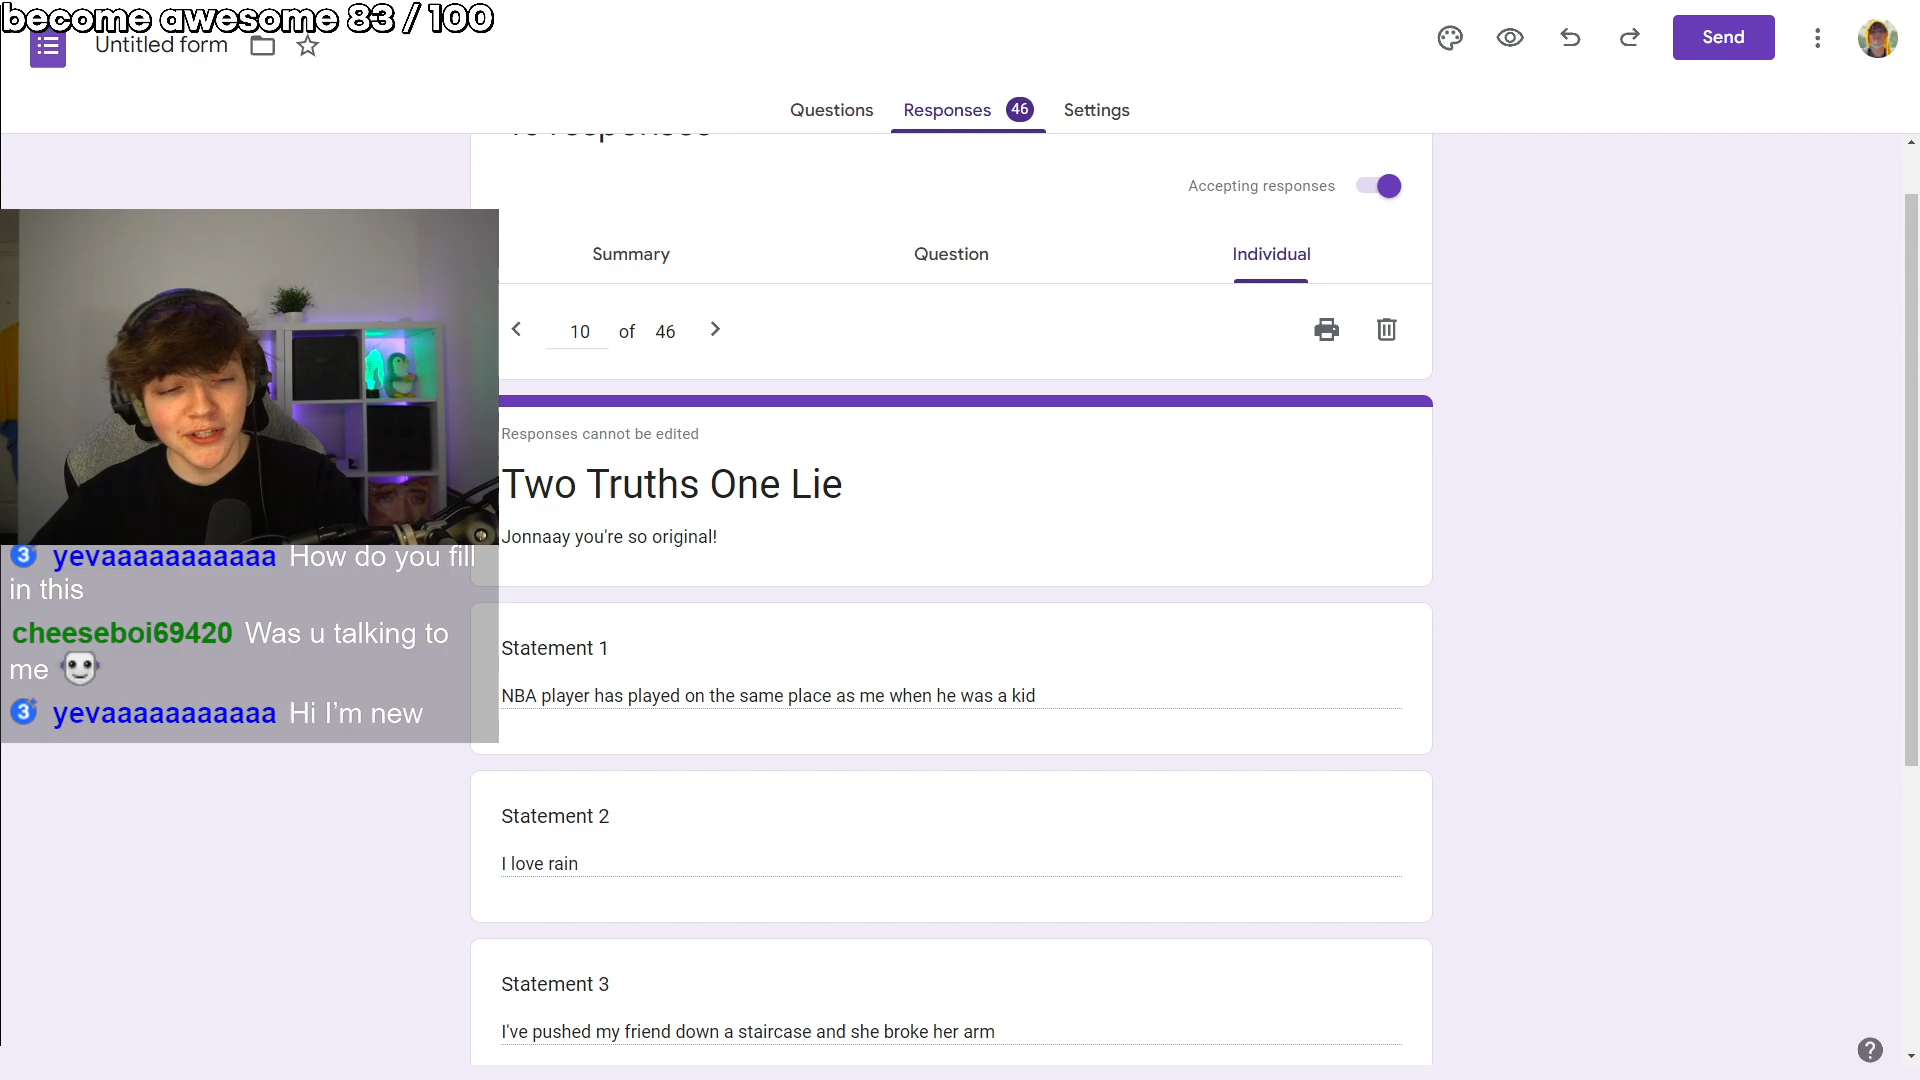 become awesome 83 / 100
Untitled form
Send
Questions
Responses 46
Settings
Accepting responses
Summary
Question
Individual
10 of 46
Responses cannot be edited
Two Truths One Lie
Jonnaay you're so original!
3 yevaaaaaaaaaaa How do you fill
in this
cheeseboi69420 Was u talking to
me
3 yevaaaaaaaaaaa Hi I’m new
Statement 1
NBA player has played on the same place as me when he was a kid
Statement 2
I love rain
Statement 3
I've pushed my friend down a staircase and she broke her arm